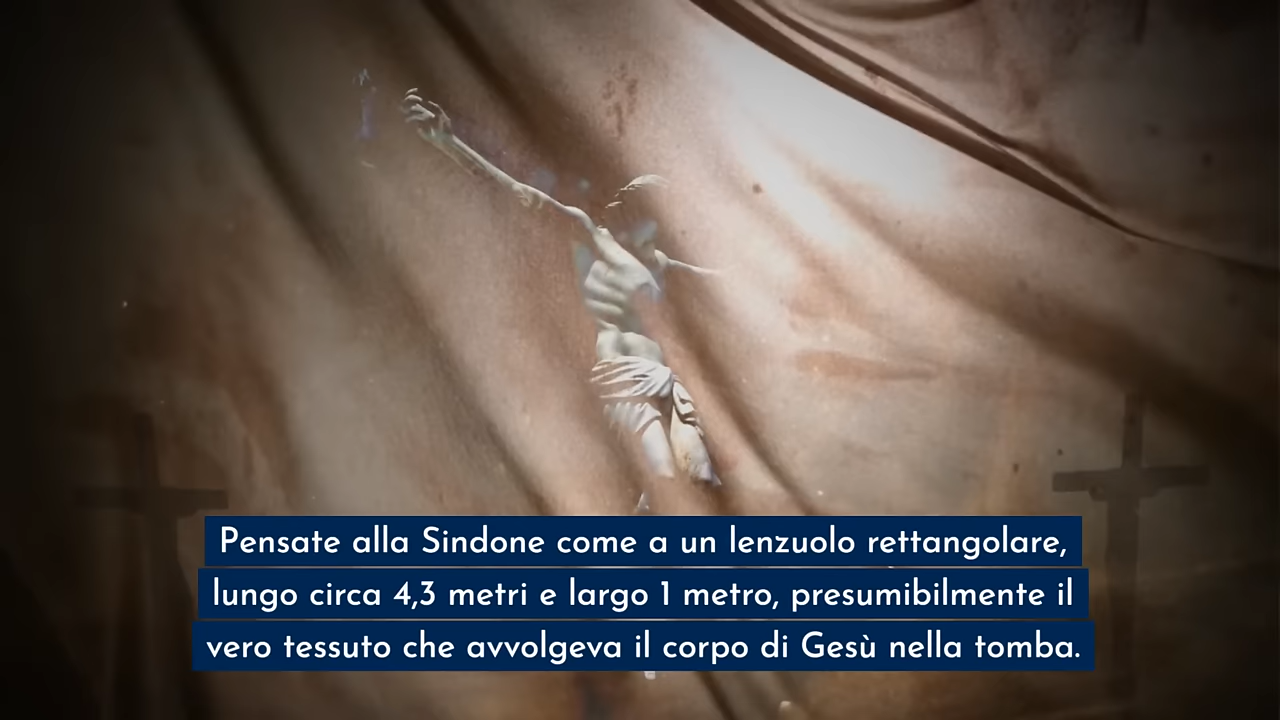 Pensate alla Sindone come a un lenzuolo rettangolare,
lungo circa 4,3 metri e largo 1 metro, presumibilmente il
vero tessuto che avvolgeva il corpo di Gesù nella tomba.